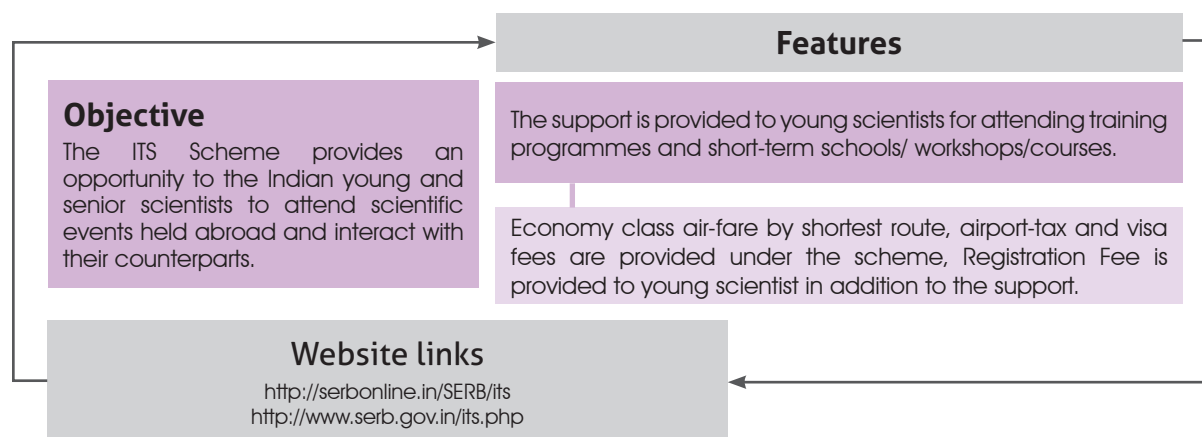 Features
Objective
The ITS Scheme provides an
opportunity to the Indian young and
senior scientists to attend scientific
events held abroad and interact with
their counterparts.
The support is provided to young scientists for attending training
programmes and short-term schools/ workshops/courses.
Economy class air-fare by shortest route, airport-tax and visa
fees are provided under the scheme, Registration Fee is
provided to young scientist in addition to the support.
Website links
http://serbonline.in/SERB/its
http://www.serb.gov.in/its.php